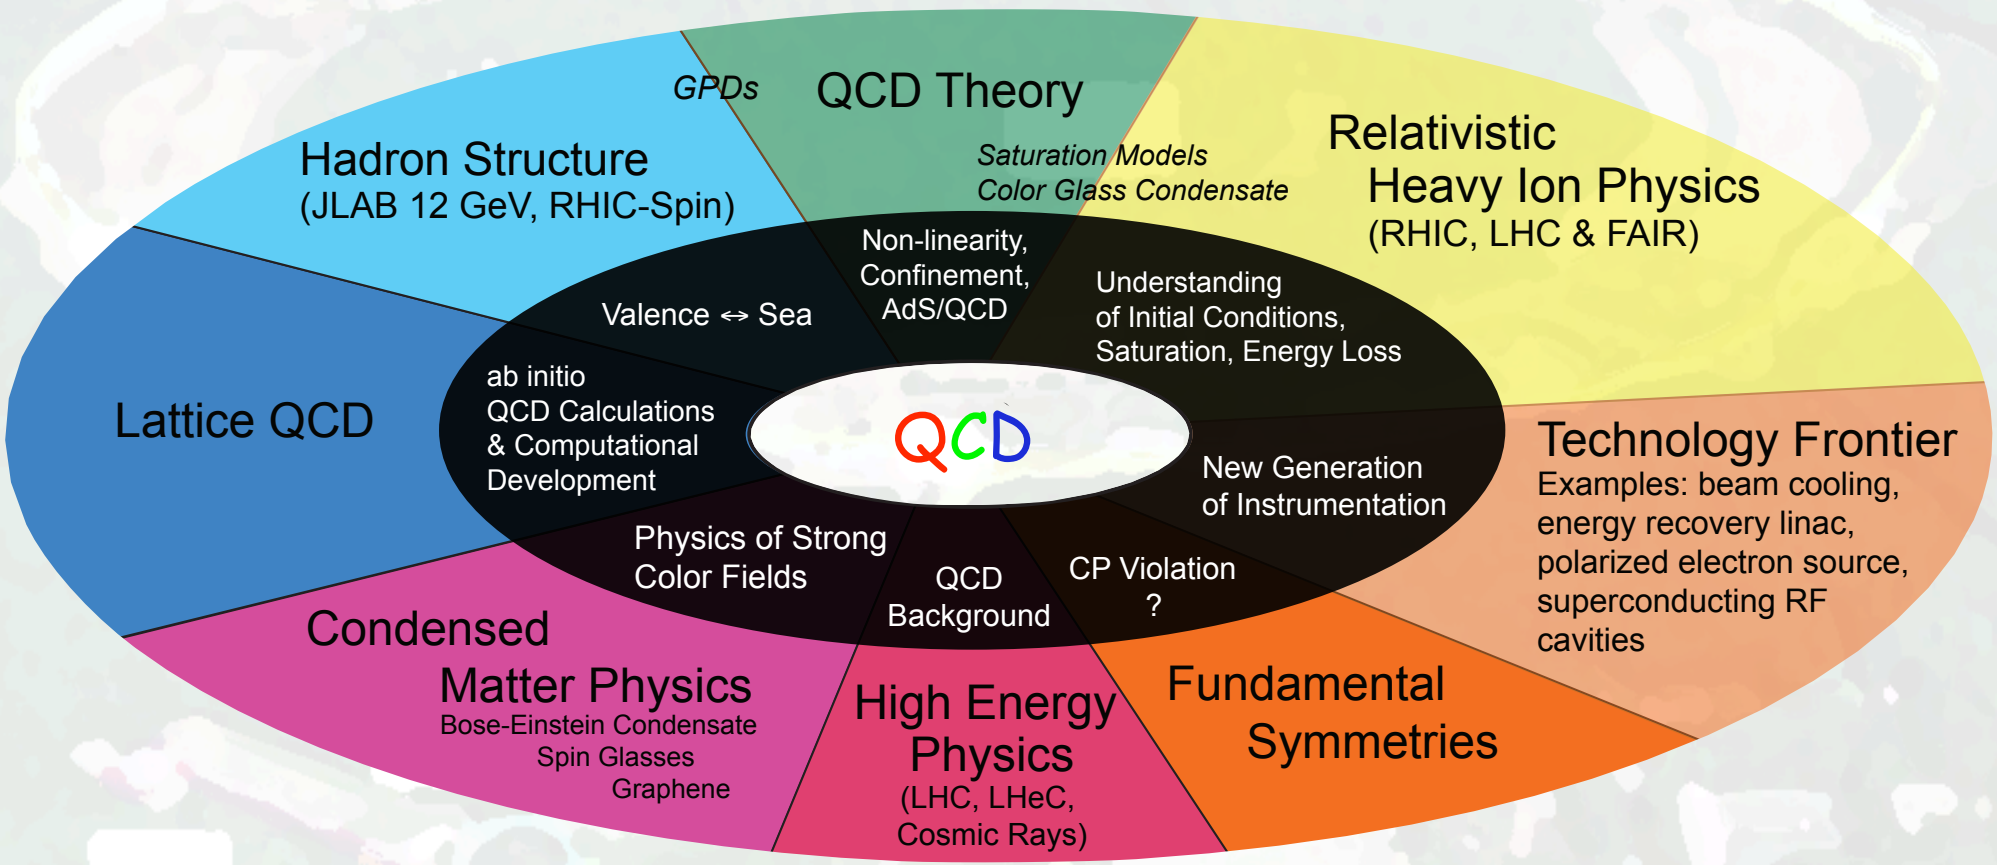 GPDs
QCD Theory
Saturation Models
Color Glass Condensate
Hadron Structure
(JLAB 12 GeV, RHIC-Spin)
Relativistic
Heavy Ion Physics
(RHIC, LHC & FAIR)
Non-linearity,
Confinement,
AdS/QCD
Valence ↔ Sea
Understanding
of Initial Conditions,
Saturation, Energy Loss
Lattice QCD
ab initio
QCD Calculations
& Computational
Development
QCD
New Generation
of Instrumentation
Technology Frontier
Examples: beam cooling,
energy recovery linac,
polarized electron source,
superconducting RF
cavities
Physics of Strong
Color Fields
QCD
Background
CP Violation
?
Condensed
Matter Physics
Bose-Einstein Condensate
Spin Glasses
Graphene
High Energy
Physics
(LHC, LHeC,
Cosmic Rays)
Fundamental
Symmetries